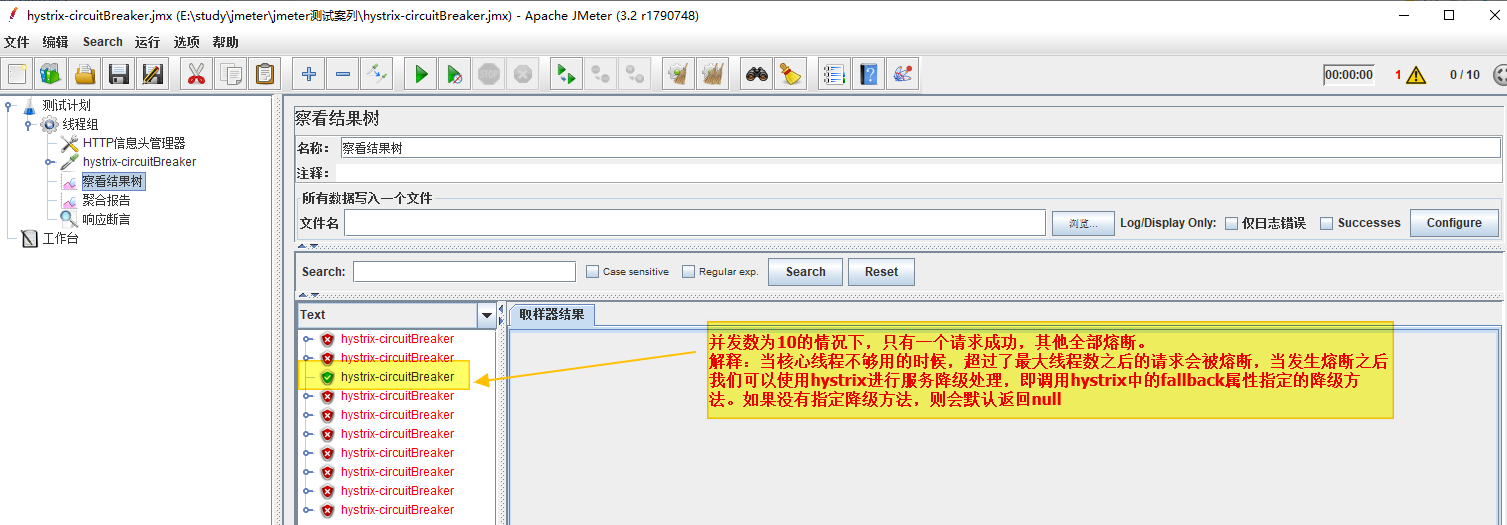 hystrix-circuitBreaker.jmx (E:\study\jmeter\jmeter测试案列\hystrix-circuitBreaker.jmx) - Apache JMeter (3.2 r1790748)
文件 编辑 Search 运行 选项 帮助
STOP
00:00:00 1 0 / 10
测试计划
线程组
HTTP信息头管理器
hystrix-circuitBreaker
察看结果树
聚合报告
响应断言
工作台
察看结果树
名称： 察看结果树
注释：
所有数据写入一个文件
文件名 浏览... Log/Display Only: 仅日志错误 Successes Configure
Search: Case sensitive Regular exp. Search Reset
Text
取样器结果
hystrix-circuitBreaker
hystrix-circuitBreaker
hystrix-circuitBreaker
hystrix-circuitBreaker
hystrix-circuitBreaker
hystrix-circuitBreaker
hystrix-circuitBreaker
hystrix-circuitBreaker
hystrix-circuitBreaker
hystrix-circuitBreaker
并发数为10的情况下，只有一个请求成功，其他全部熔断。
解释：当核心线程不够用的时候，超过了最大线程数之后的请求会被熔断，当发生熔断之后
我们可以使用hystrix进行服务降级处理，即调用hystrix中的fallback属性指定的降级方
法。如果没有指定降级方法，则会默认返回null